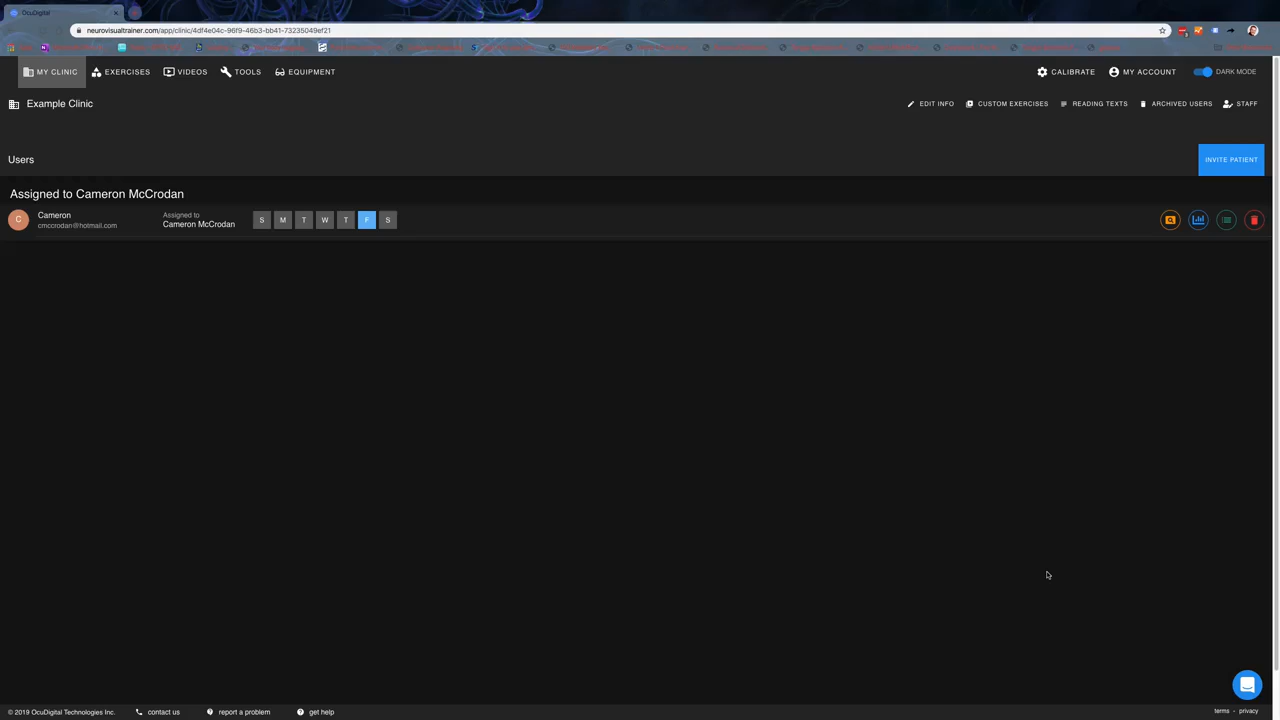 OcuDigital
neurovisualtrainer.com/app/clinic/4df4e04c-96f9-46b3-bb41-73235049ef21
MY CLINIC EXERCISES VIDEOS TOOLS EQUIPMENT CALIBRATE MY ACCOUNT DARK MODE
Example Clinic EDIT INFO CUSTOM EXERCISES READING TEXTS ARCHIVED USERS STAFF
Users INVITE PATIENT
Assigned to Cameron McCrodan
C Cameron Assigned to S M T W T F S
cmccrodan@hotmail.com Cameron McCrodan
© 2019 OcuDigital Technologies Inc. contact us report a problem get help terms - privacy